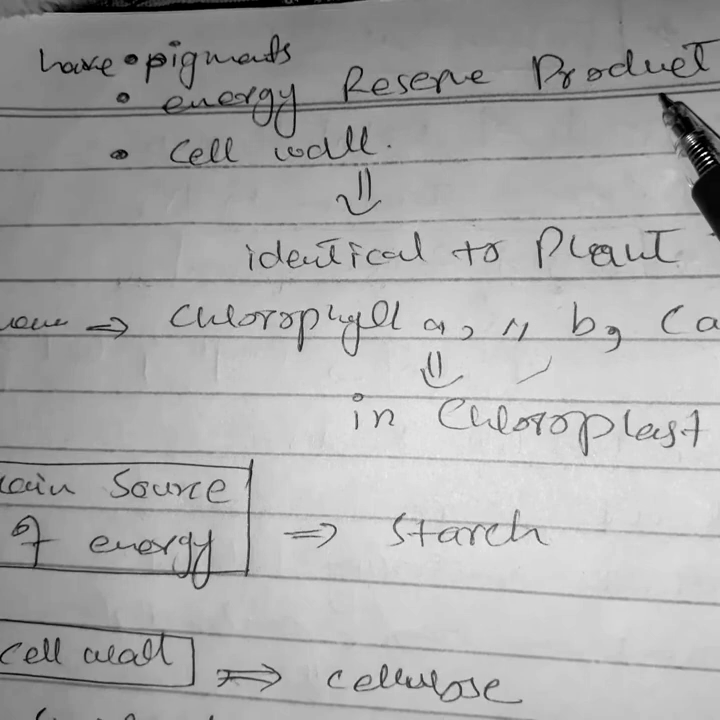 have • pigments
• energy Reserve Product
• Cell wall.
⇓
identical to Plant
⇒ Chlorophyll a, 〃 b, Ca
⇓
in Chloroplast
ain Source
of energy ⇒ Starch
Cell wall ⇒ cellulose